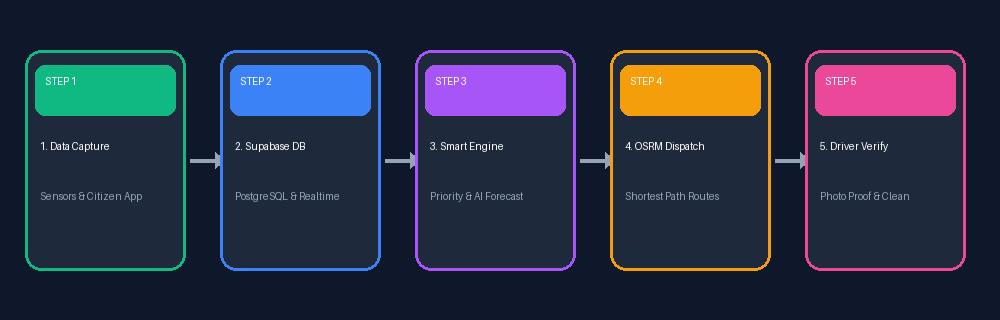 STEP 1
1. Data Capture
Sensors & Citizen App
STEP 2
2. Supabase DB
PostgreSQL & Realtime
STEP 3
3. Smart Engine
Priority & AI Forecast
STEP 4
4. OSRM Dispatch
Shortest Path Routes
STEP 5
5. Driver Verify
Photo Proof & Clean